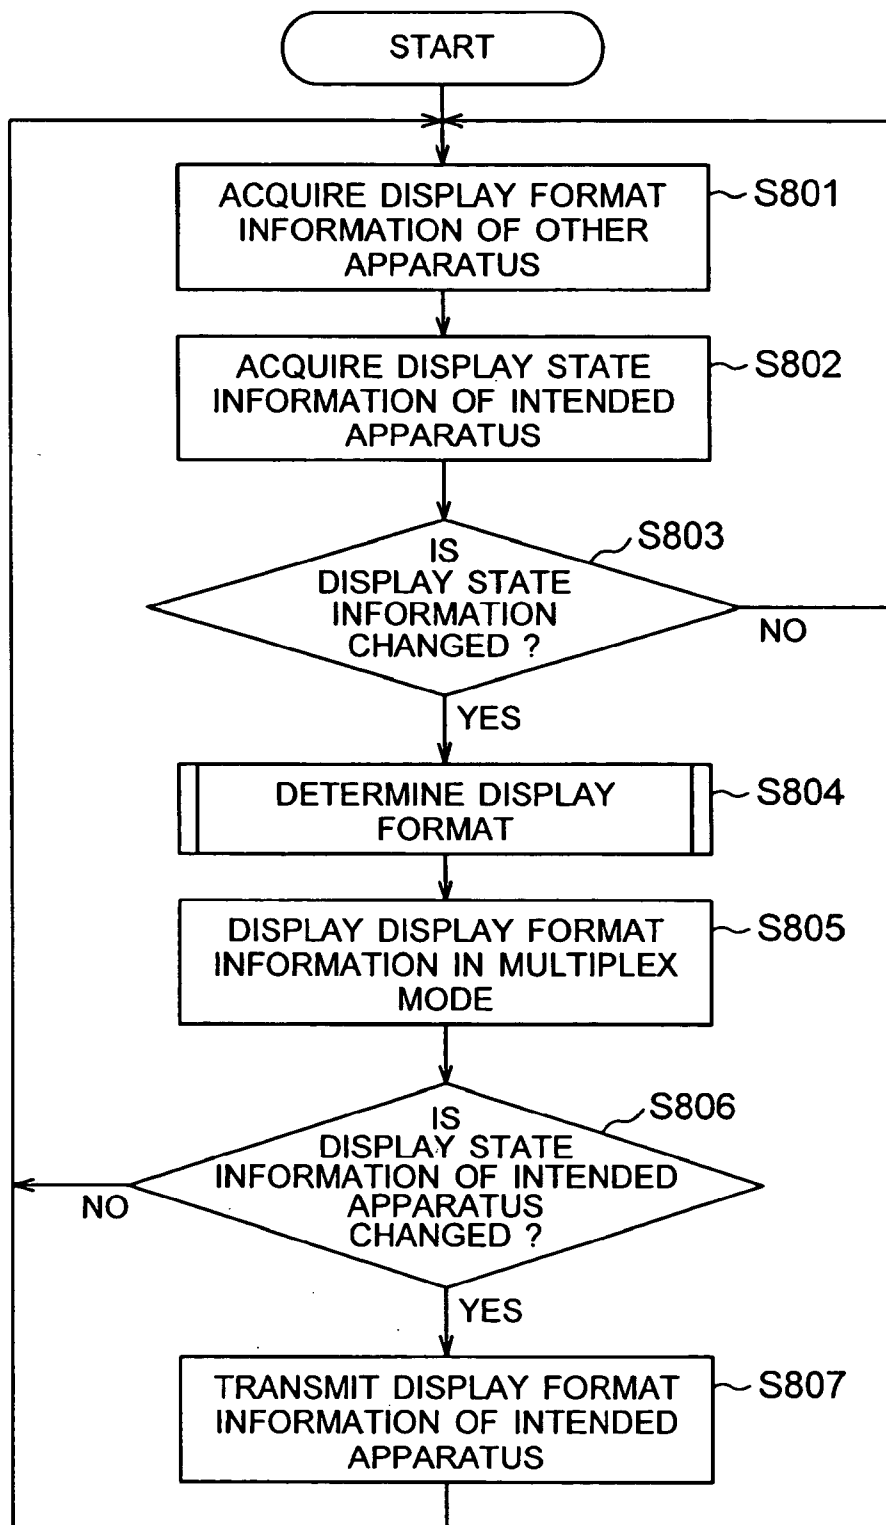 START
ACQUIRE DISPLAY FORMAT
INFORMATION OF OTHER
APPARATUS
S801
ACQUIRE DISPLAY STATE
INFORMATION OF INTENDED
APPARATUS
S802
IS
DISPLAY STATE
INFORMATION
CHANGED ?
S803
NO
YES
DETERMINE DISPLAY
FORMAT
S804
DISPLAY DISPLAY FORMAT
INFORMATION IN MULTIPLEX
MODE
S805
IS
DISPLAY STATE
INFORMATION OF INTENDED
APPARATUS
CHANGED ?
S806
NO
YES
TRANSMIT DISPLAY FORMAT
INFORMATION OF INTENDED
APPARATUS
S807